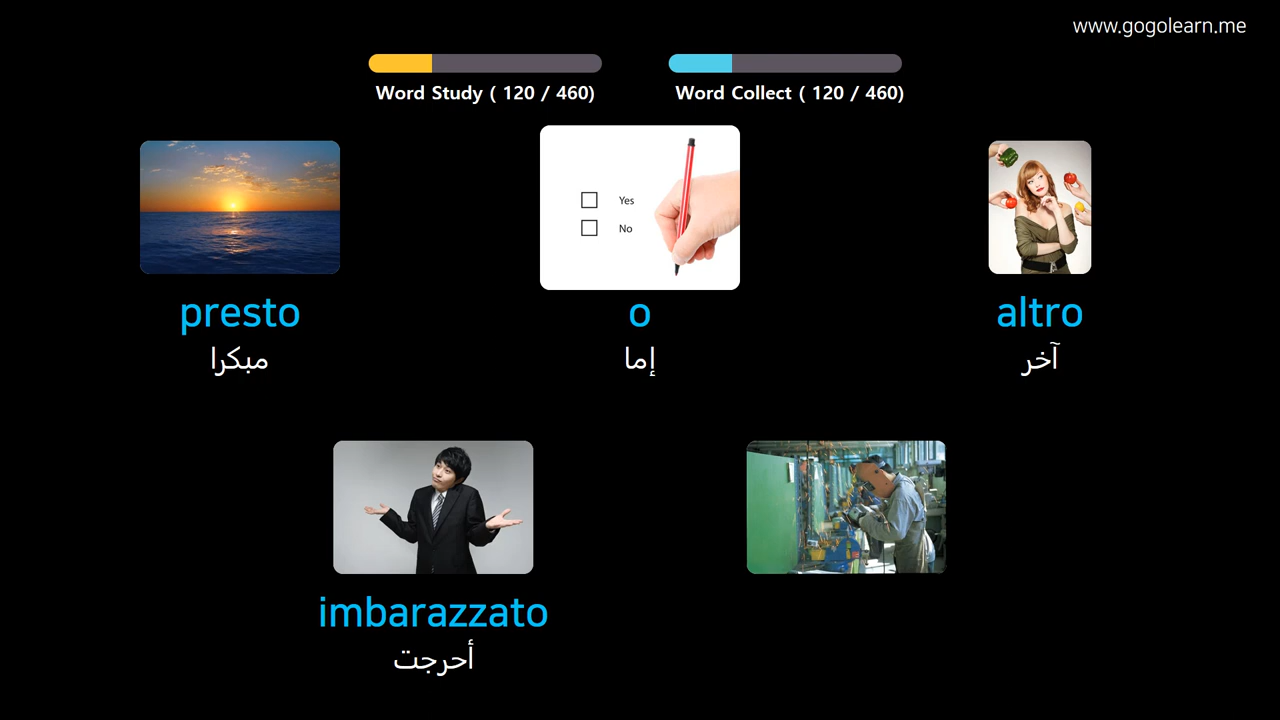 www.gogolearn.me
Word Study ( 120 / 460)
Word Collect ( 120 / 460)
Yes
No
presto
o
altro
مبكرا
إما
آخر
imbarazzato
أحرجت